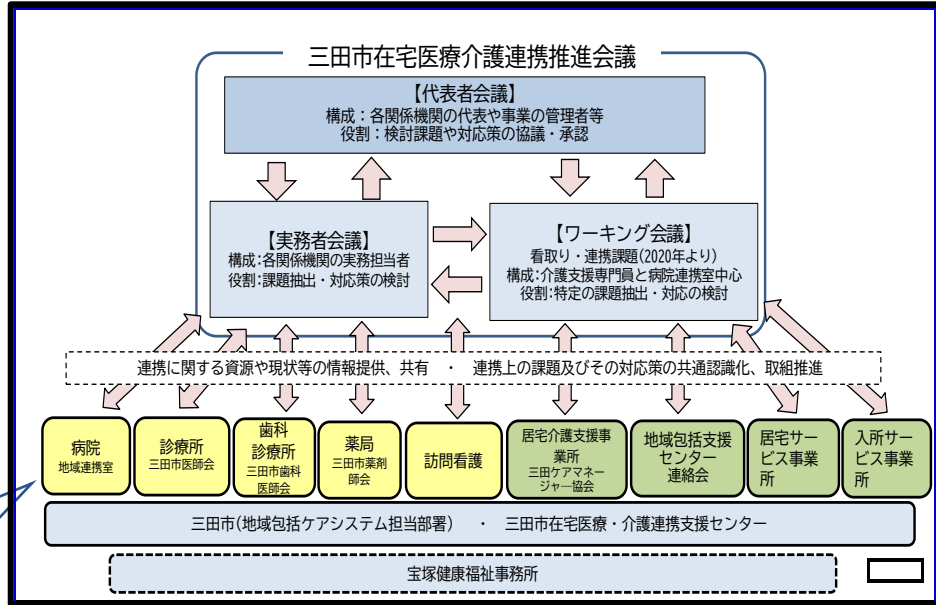 三田市在宅医療介護連携推進会議
【代表者会議】
構成：各関係機関の代表や事業の管理者等
役割：検討課題や対応策の協議・承認
【実務者会議】
構成：各関係機関の実務担当者
役割：課題抽出・対応策の検討
【ワーキング会議】
看取り・連携課題(2020年より)
構成：介護支援専門員と病院連携室中心
役割：特定の課題抽出・対応の検討
連携に関する資源や現状等の情報提供、共有　・　連携上の課題及びその対応策の共通認識化、取組推進
病院
地域連携室
診療所
三田市医師会
歯科
診療所
三田市歯科
医師会
薬局
三田市薬剤
師会
訪問看護
居宅介護支援事
業所
三田ケアマネー
ジャー協会
地域包括支援
センター
連絡会
居宅サー
ビス事業
所
入所サー
ビス事業
所
三田市(地域包括ケアシステム担当部署)　・　三田市在宅医療・介護連携支援センター
宝塚健康福祉事務所